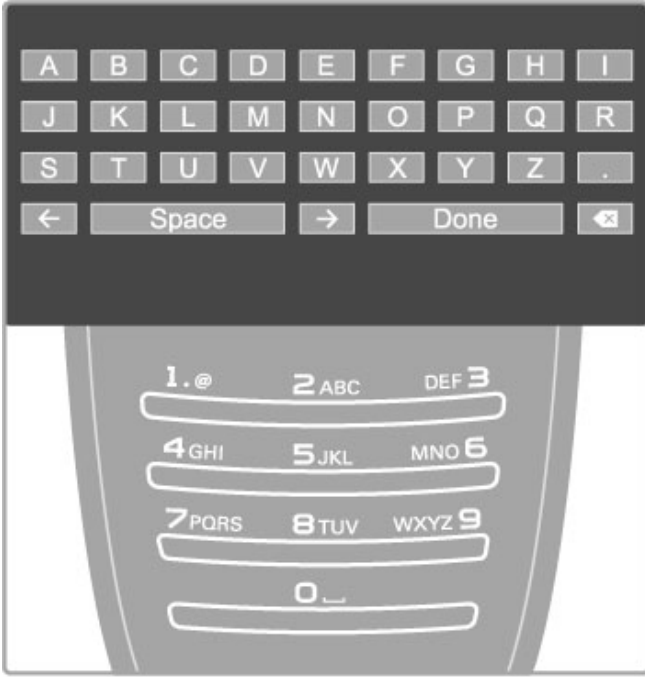 A B C D E F G H I
J K L M N O P Q R
S T U V W X Y Z .
← Space → Done ⌫
1.@ 2ABC DEF3
4GHI 5JKL MNO6
7PQRS 8TUV WXYZ9
0⎵